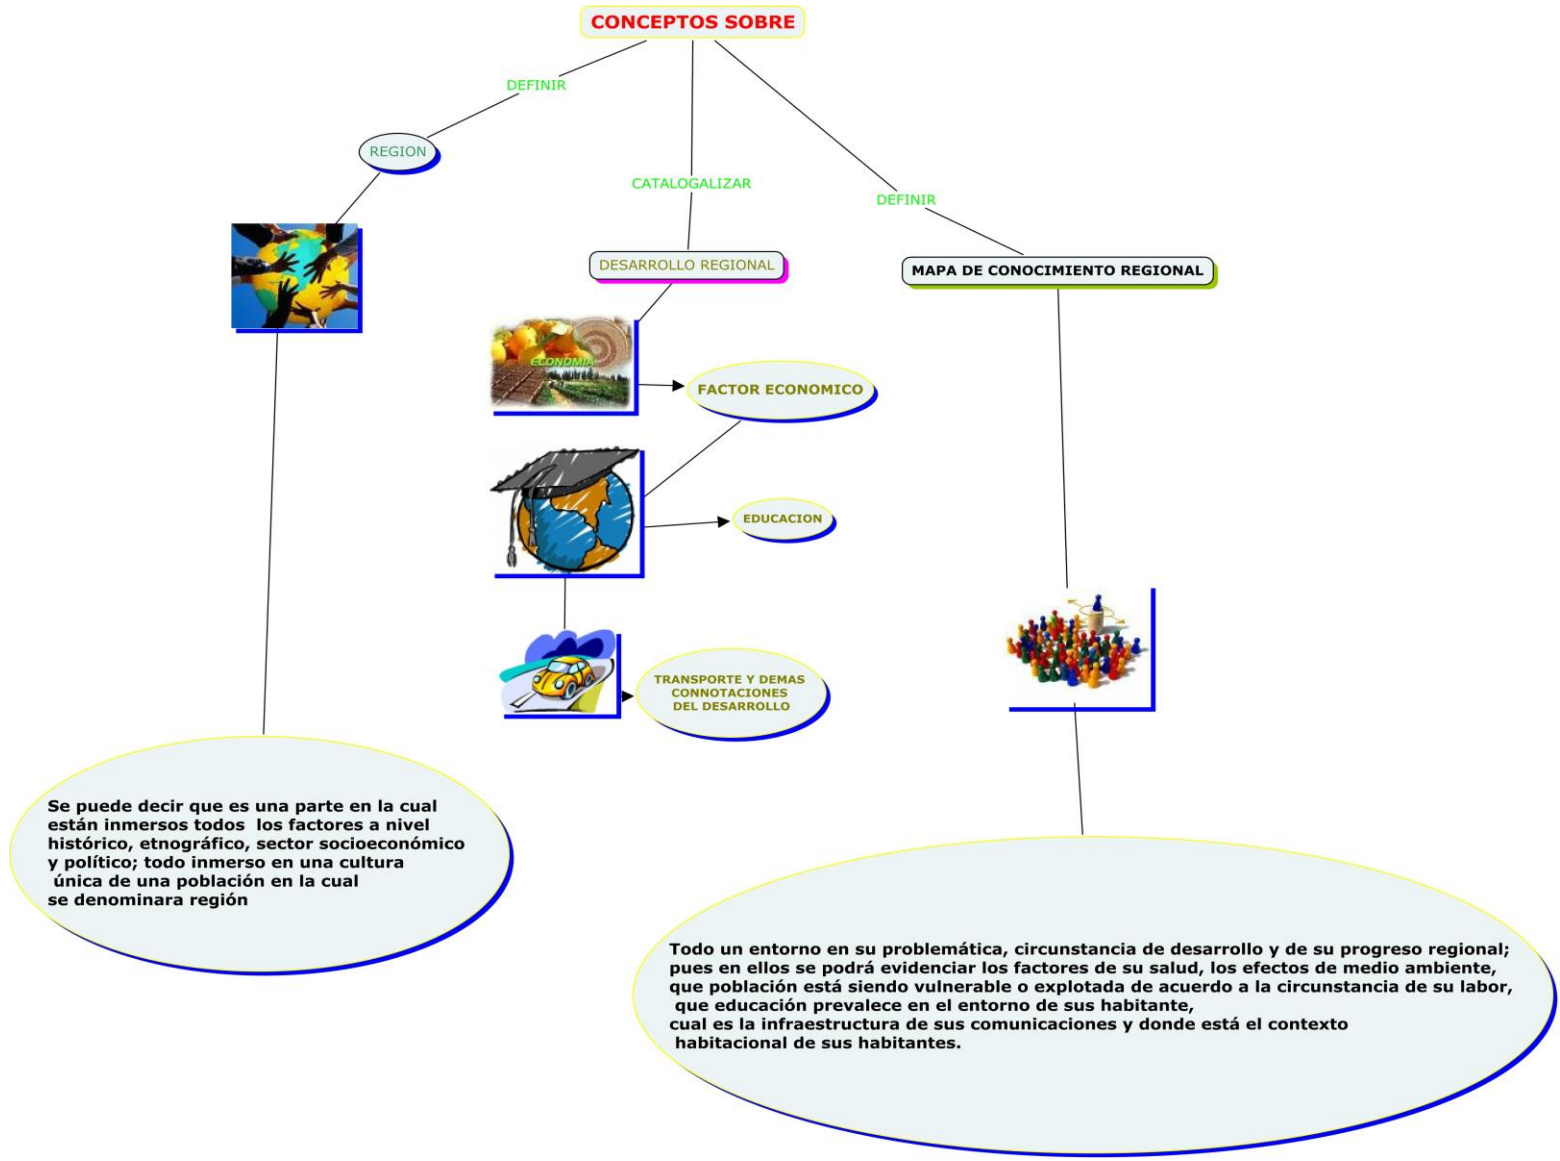 CONCEPTOS SOBRE
DEFINIR
REGION
CATALOGALIZAR
DEFINIR
DESARROLLO REGIONAL
MAPA DE CONOCIMIENTO REGIONAL
ECONOMIA
FACTOR ECONOMICO
EDUCACION
TRANSPORTE Y DEMAS
CONNOTACIONES
DEL DESARROLLO
Se puede decir que es una parte en la cual
están inmersos todos los factores a nivel
histórico, etnográfico, sector socioeconómico
y político; todo inmerso en una cultura
única de una población en la cual
se denominara región
Todo un entorno en su problemática, circunstancia de desarrollo y de su progreso regional;
pues en ellos se podrá evidenciar los factores de su salud, los efectos de medio ambiente,
que población está siendo vulnerable o explotada de acuerdo a la circunstancia de su labor,
que educación prevalece en el entorno de sus habitante,
cual es la infraestructura de sus comunicaciones y donde está el contexto
habitacional de sus habitantes.